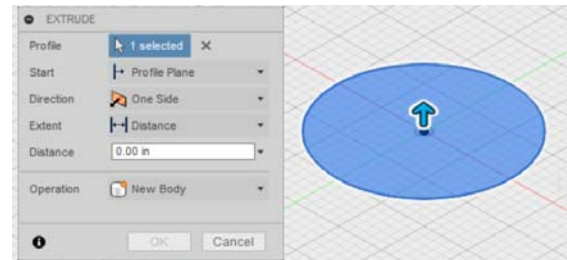 EXTRUDE
Profile 1 selected
Start Profile Plane
Direction One Side
Extent Distance
Distance 0.00 in
Operation New Body
OK Cancel